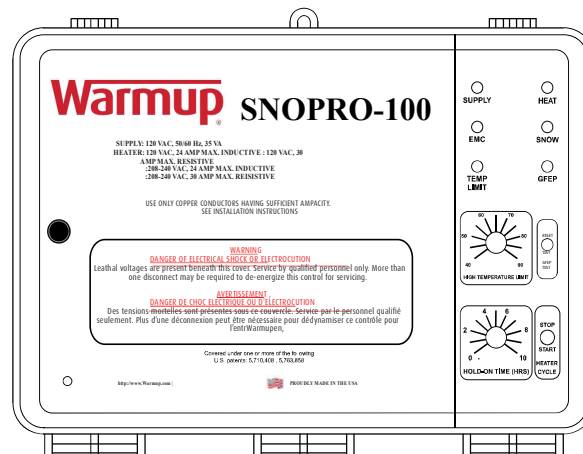 Warmup
®
SNOPRO-100
SUPPLY: 120 VAC, 50/60 Hz, 35 VA
HEATER: 120 VAC, 24 AMP MAX. INDUCTIVE : 120 VAC, 30
AMP MAX. RESISTIVE
:208-240 VAC, 24 AMP MAX. INDUCTIVE
:208-240 VAC, 30 AMP MAX. REISISTIVE
USE ONLY COPPER CONDUCTORS HAVING SUFFICIENT AMPACITY.
SEE INSTALLATION INSTRUCTIONS
WARNING
DANGER OF ELECTRICAL SHOCK OR ELECTROCUTION
Leathal voltages are present beneath this cover. Service by qualified personnel only. More than
one disconnect may be required to de-energize this control for servicing.
AVERTISSEMENT
DANGER DE CHOC ELECTRIQUE OU D'ELECTROCUTION
Des tensions mortelles sont présentes sous ce couvercle. Service par le personnel qualifié
seulement. Plus d'une déconnexion peut être nécessaire pour dédynamiser ce contrôle pour
l'entrWarmupen,
Covered under one or more of the following
U.S. patents: 5,710,408 , 5,763,858
http://www.Warmup.com |
PROUDLY MADE IN THE USA
SUPPLY
HEAT
EMC
SNOW
TEMP
LIMIT
GFEP
40
50
60
70
80
90
HIGH TEMPERATURE LIMIT
RESET
TEST
GFEP
TEST
0
2
4
6
8
10
HOLD-ON TIME (HRS)
STOP
START
HEATER
CYCLE